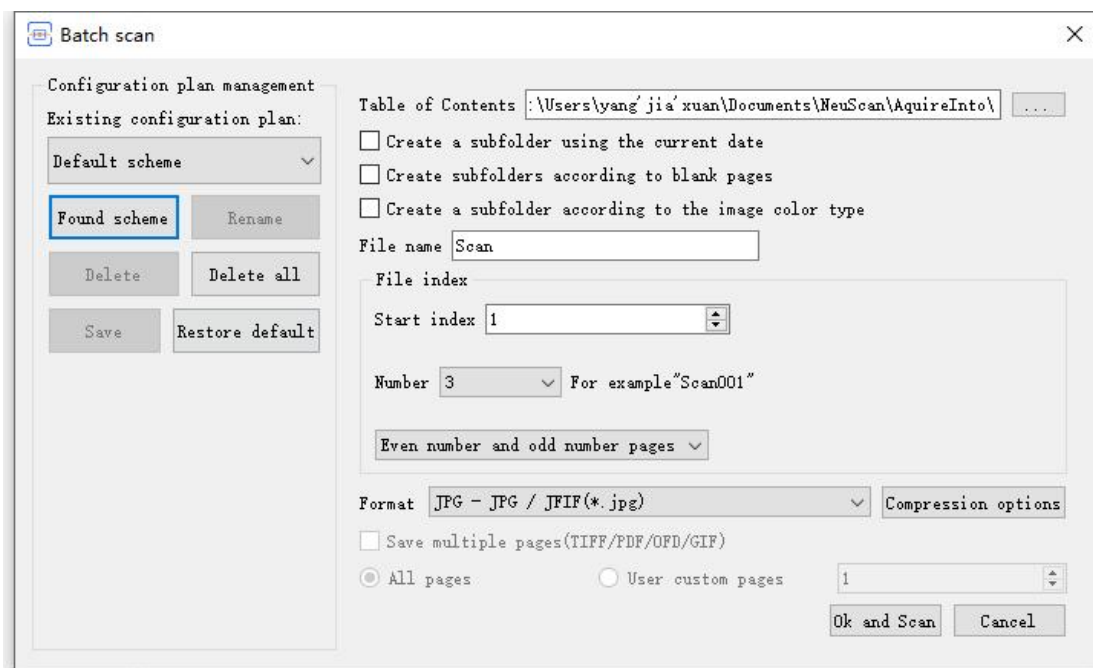 Batch scan
Configuration plan management
Existing configuration plan:
Default scheme
Found scheme Rename
Delete Delete all
Save Restore default
Table of Contents :\Users\yang'jia'xuan\Documents\NeuScan\AquireInto\ ...
Create a subfolder using the current date
Create subfolders according to blank pages
Create a subfolder according to the image color type
File name Scan
File index
Start index 1
Number 3 For example"Scan001"
Even number and odd number pages
Format JPG - JPG / JFIF(*.jpg) Compression options
Save multiple pages(TIFF/PDF/OFD/GIF)
All pages User custom pages 1
Ok and Scan Cancel